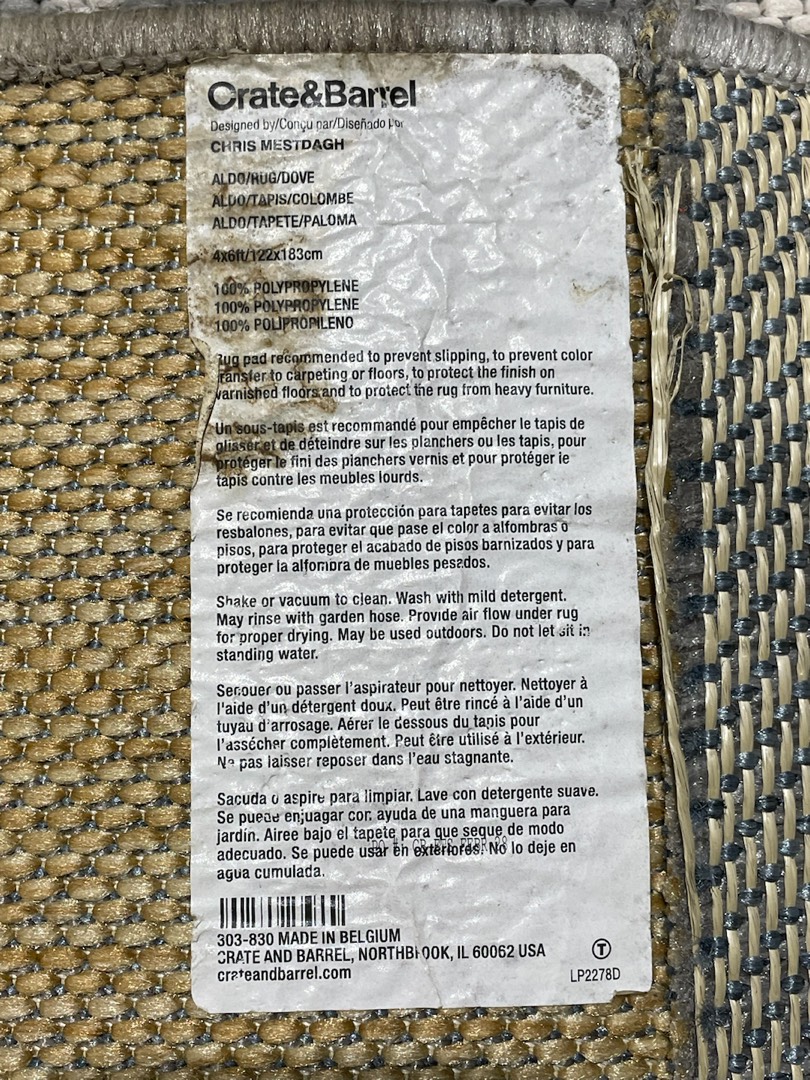 Crate&Barrel
Designed by/Conçu par/Diseñado por
CHRIS MESTDAGH
ALDO/RUG/DOVE
ALDO/TAPIS/COLOMBE
ALDO/TAPETE/PALOMA
4x6ft/122x183cm
100% POLYPROPYLENE
100% POLYPROPYLENE
100% POLIPROPILENO
Rug pad recommended to prevent slipping, to prevent color
transfer to carpeting or floors, to protect the finish on
varnished floors and to protect the rug from heavy furniture.
Un sous-tapis est recommandé pour empêcher le tapis de
glisser et de déteindre sur les planchers ou les tapis, pour
protéger le fini des planchers vernis et pour protéger le
tapis contre les meubles lourds.
Se recomienda una protección para tapetes para evitar los
resbalones, para evitar que pase el color a alfombras o
pisos, para proteger el acabado de pisos barnizados y para
proteger la alfombra de muebles pesados.
Shake or vacuum to clean. Wash with mild detergent.
May rinse with garden hose. Provide air flow under rug
for proper drying. May be used outdoors. Do not let sit in
standing water.
Secouer ou passer l'aspirateur pour nettoyer. Nettoyer à
l'aide d'un détergent doux. Peut être rincé à l'aide d'un
tuyau d'arrosage. Aérer le dessous du tapis pour
l'assécher complètement. Peut être utilisé à l'extérieur.
Ne pas laisser reposer dans l'eau stagnante.
Sacuda o aspire para limpiar. Lave con detergente suave.
Se puede enjuagar con ayuda de una manguera para
jardín. Airee bajo el tapete para que seque de modo
adecuado. Se puede usar en exteriores. No lo deje en
agua cumulada.
303-830 MADE IN BELGIUM
CRATE AND BARREL, NORTHBROOK, IL 60062 USA
crateandbarrel.com
T
LP2278D